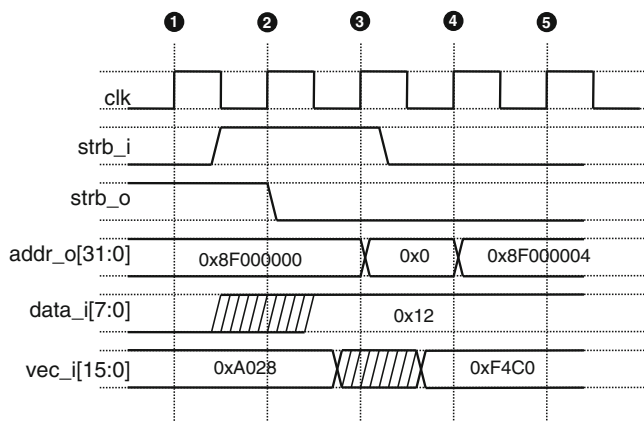 1 2 3 4 5
clk
strb_i
strb_o
addr_o[31:0] 0x8F000000 0x0 0x8F000004
data_i[7:0] 0x12
vec_i[15:0] 0xA028 0xF4C0